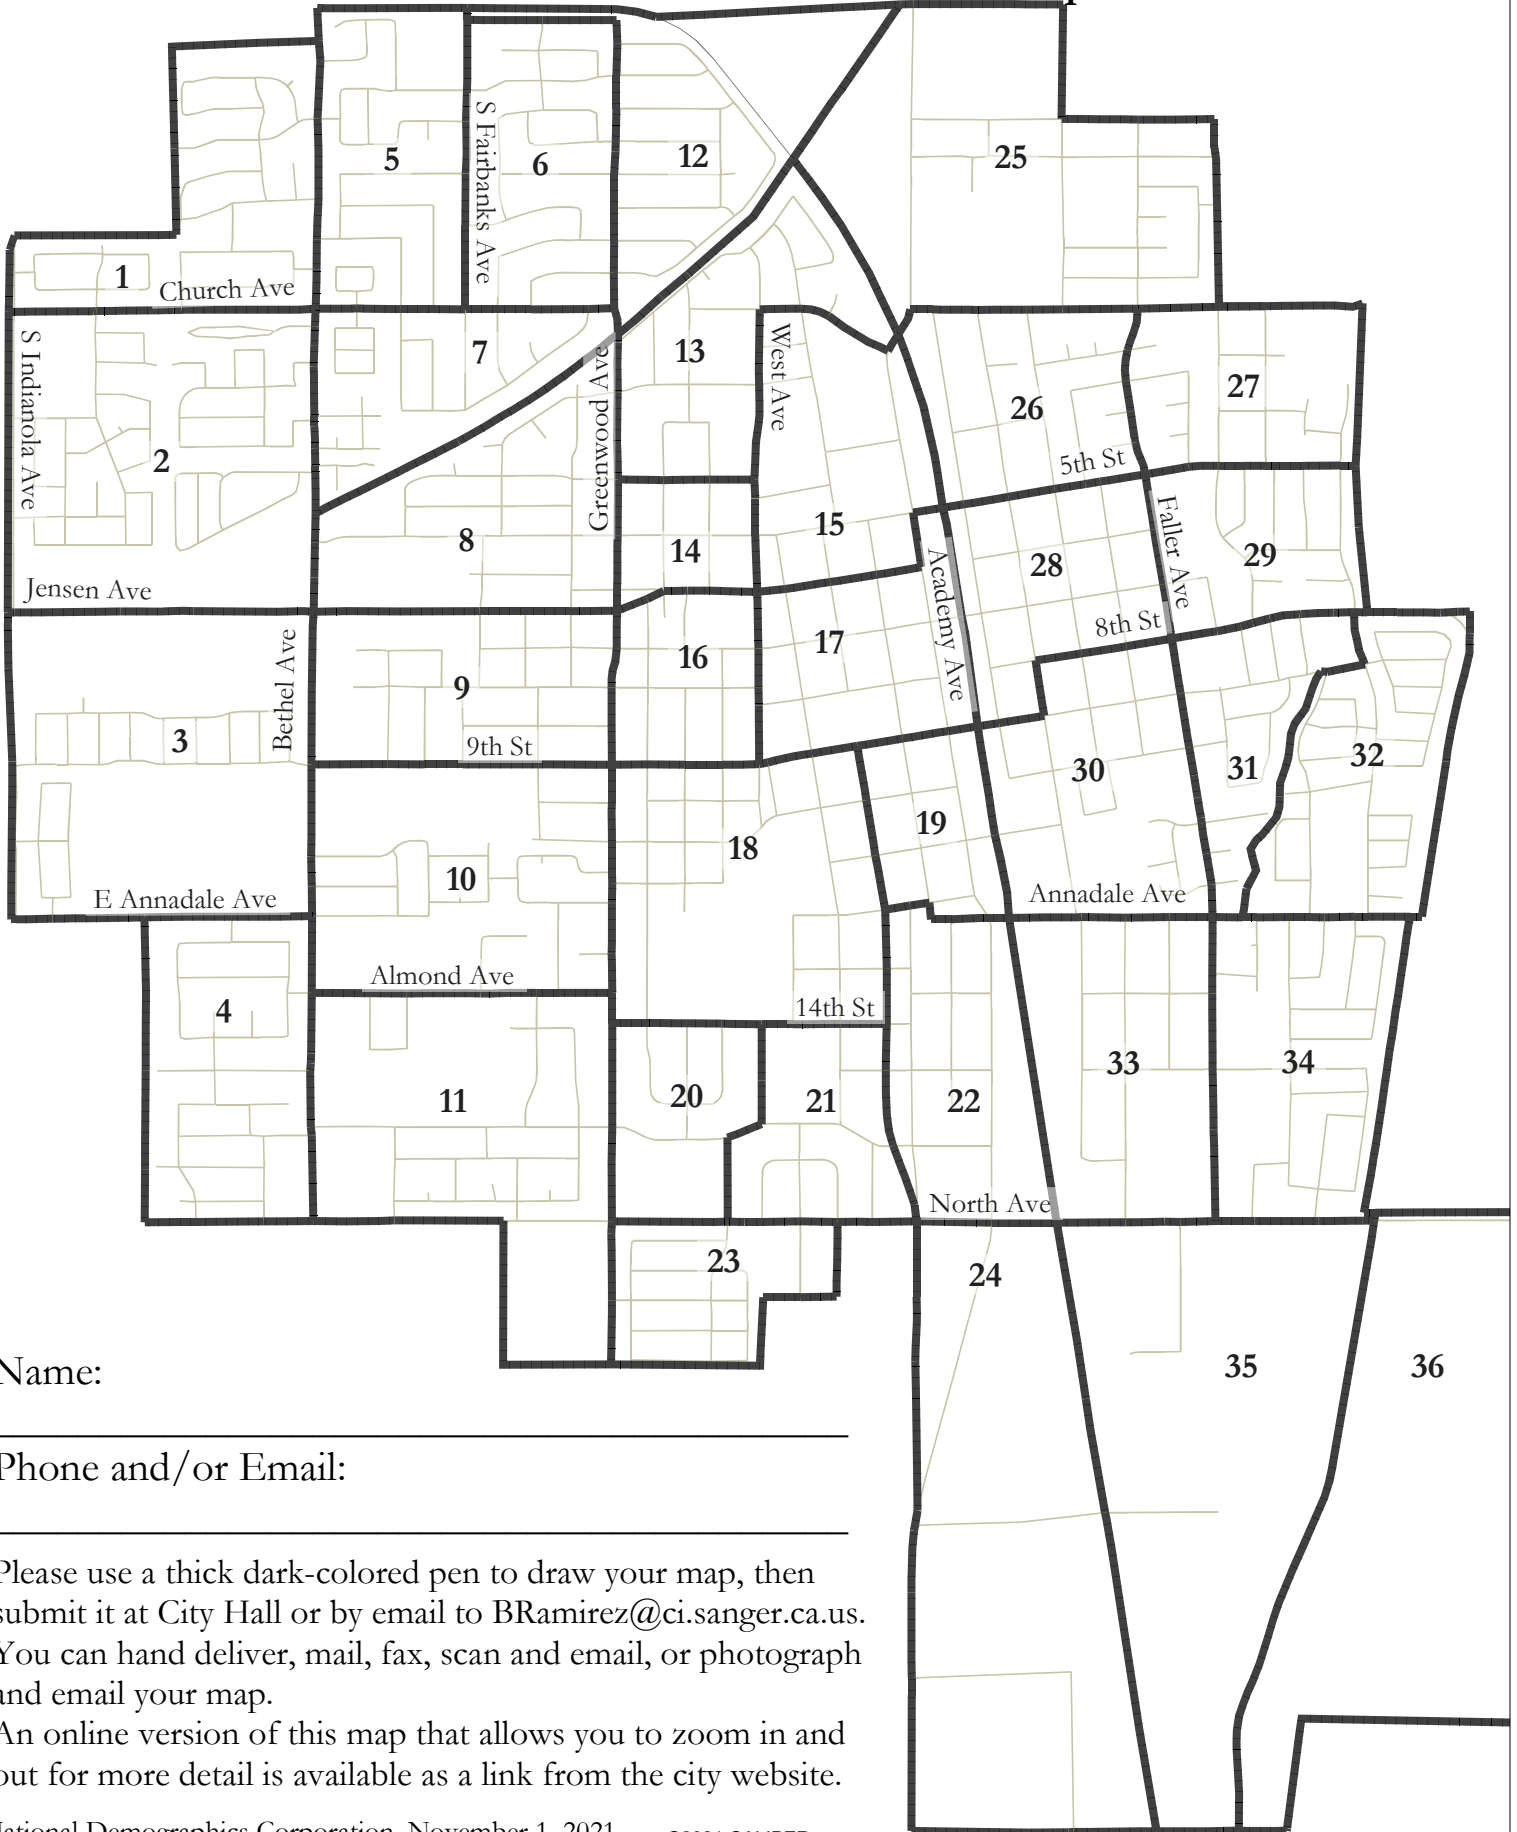 25
12
5
6
S Fairbanks Ave
1
Church Ave
S Indianola Ave
7
13
West Ave
Greenwood Ave
26
27
2
5th St
8
14
15
Academy Ave
28
Faller Ave
29
Jensen Ave
8th St
Bethel Ave
16
17
9
3
9th St
30
31
32
18
19
10
E Annadale Ave
Annadale Ave
Almond Ave
4
14th St
11
20
21
22
33
34
North Ave
23
24
35
36
Name:
Phone and/or Email:
Please use a thick dark-colored pen to draw your map, then
submit it at City Hall or by email to BRamirez@ci.sanger.ca.us.
You can hand deliver, mail, fax, scan and email, or photograph
and email your map.
An online version of this map that allows you to zoom in and
out for more detail is available as a link from the city website.
National Demographics Corporation, November 1, 2021